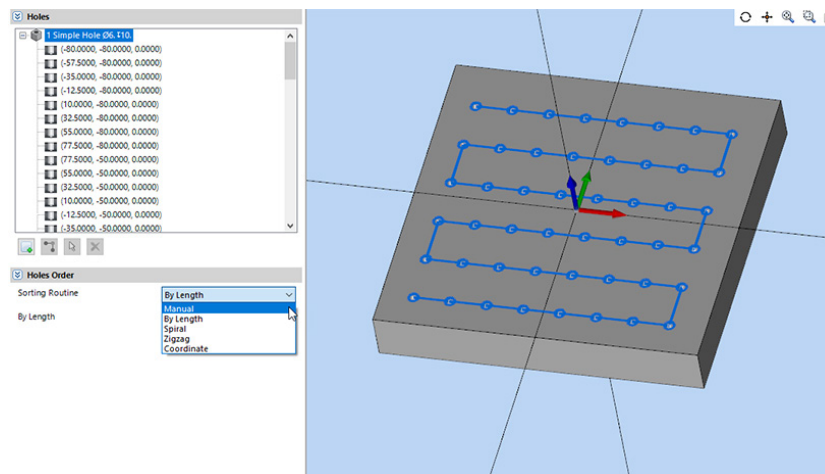 Holes
1 Simple Hole Ø6. ↧10.
(-80.0000, -80.0000, 0.0000)
(-57.5000, -80.0000, 0.0000)
(-35.0000, -80.0000, 0.0000)
(-12.5000, -80.0000, 0.0000)
(10.0000, -80.0000, 0.0000)
(32.5000, -80.0000, 0.0000)
(55.0000, -80.0000, 0.0000)
(77.5000, -80.0000, 0.0000)
(77.5000, -50.0000, 0.0000)
(55.0000, -50.0000, 0.0000)
(32.5000, -50.0000, 0.0000)
(10.0000, -50.0000, 0.0000)
(-12.5000, -50.0000, 0.0000)
(-35.0000, -50.0000, 0.0000)
Holes Order
Sorting Routine By Length
Manual
By Length By Length
Spiral
Zigzag
Coordinate